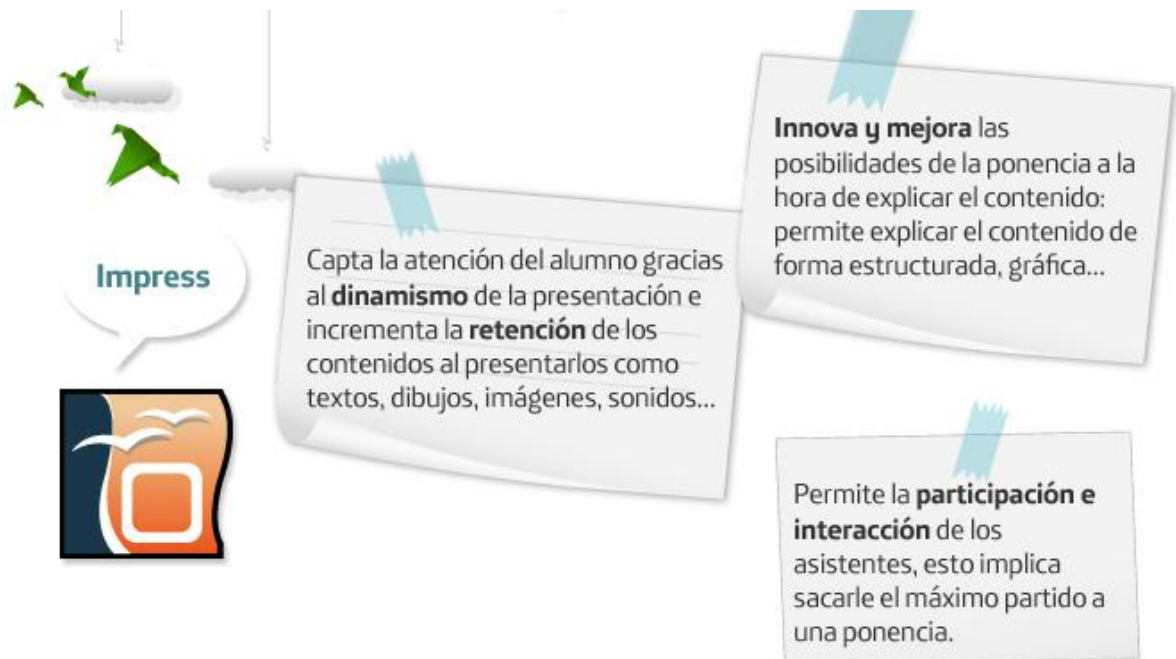 Impress
Capta la atención del alumno gracias
al dinamismo de la presentación e
incrementa la retención de los
contenidos al presentarlos como
textos, dibujos, imágenes, sonidos...
Innova y mejora las
posibilidades de la ponencia a la
hora de explicar el contenido:
permite explicar el contenido de
forma estructurada, gráfica...
Permite la participación e
interacción de los
asistentes, esto implica
sacarle el máximo partido a
una ponencia.